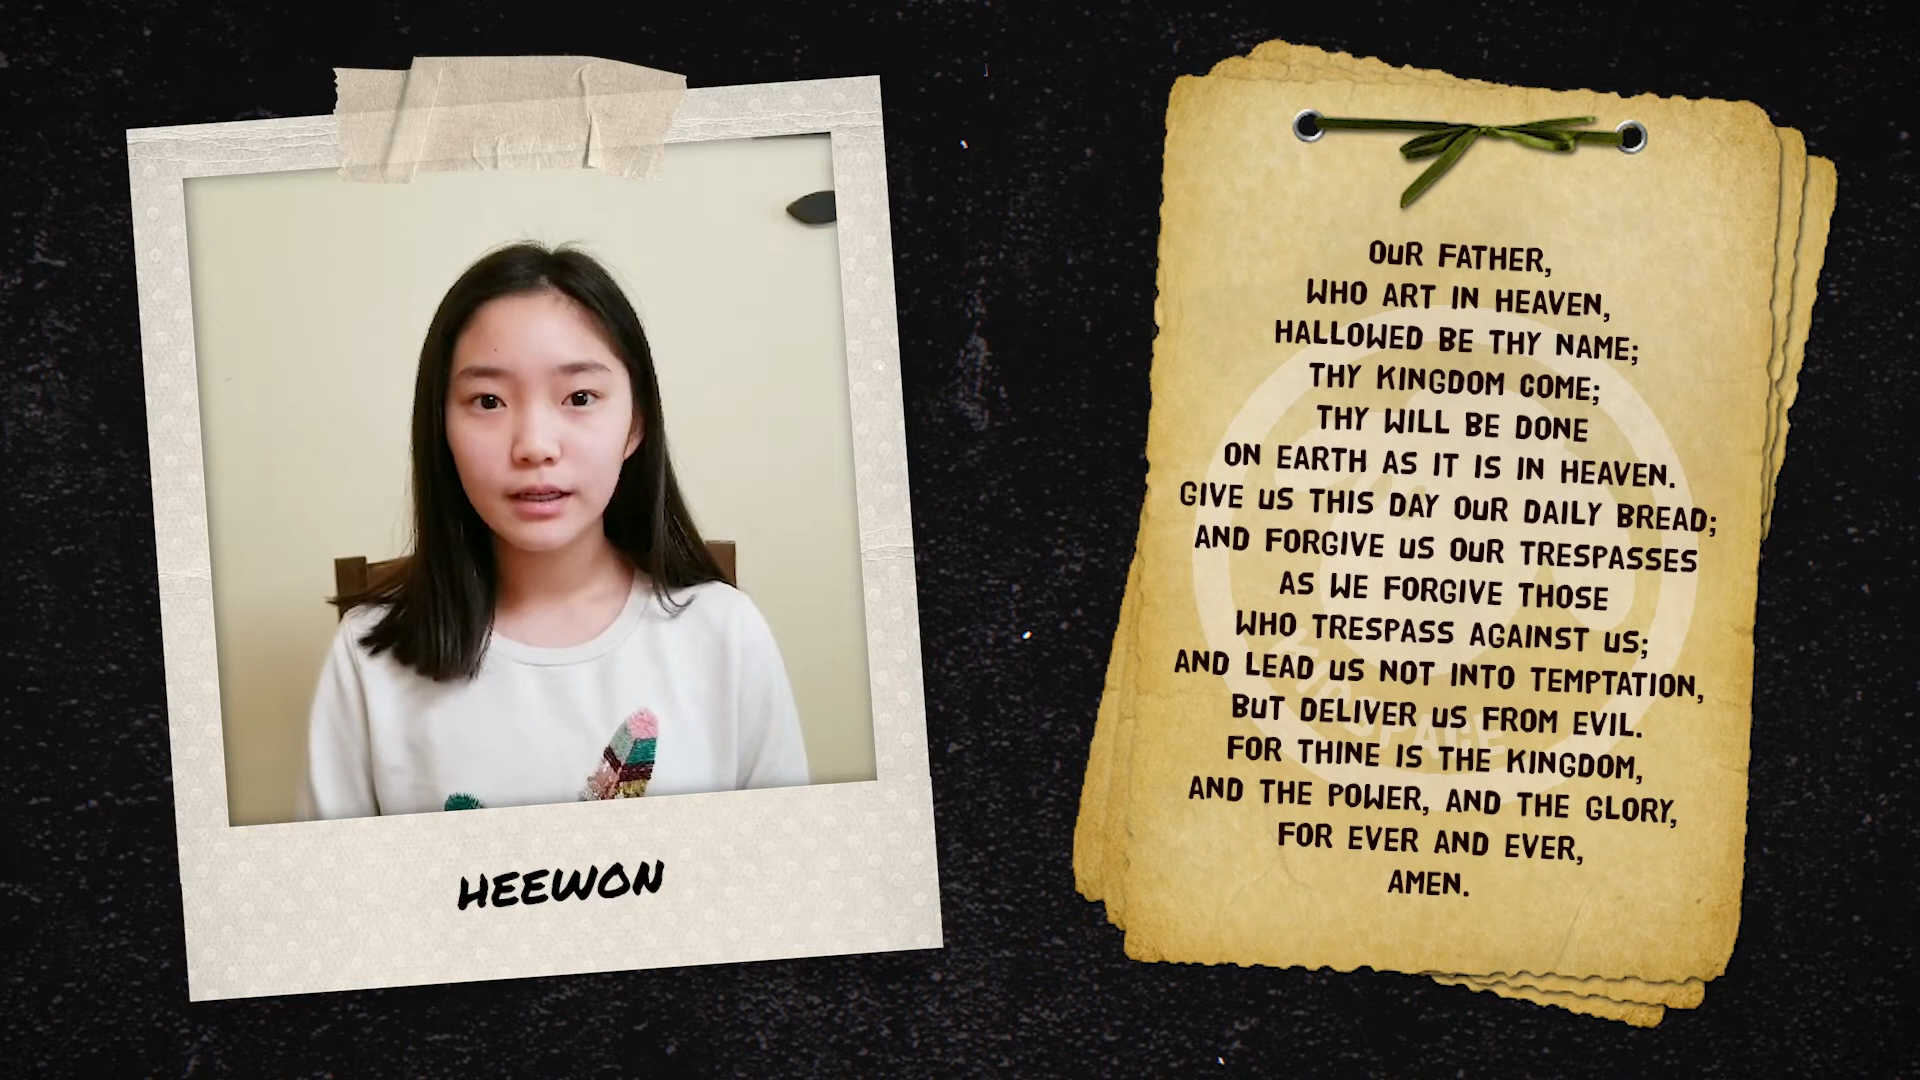 HEEWON
OUR FATHER,
WHO ART IN HEAVEN,
HALLOWED BE THY NAME;
THY KINGDOM COME;
THY WILL BE DONE
ON EARTH AS IT IS IN HEAVEN.
GIVE US THIS DAY OUR DAILY BREAD;
AND FORGIVE US OUR TRESPASSES
AS WE FORGIVE THOSE
WHO TRESPASS AGAINST US;
AND LEAD US NOT INTO TEMPTATION,
BUT DELIVER US FROM EVIL.
FOR THINE IS THE KINGDOM,
AND THE POWER, AND THE GLORY,
FOR EVER AND EVER,
AMEN.